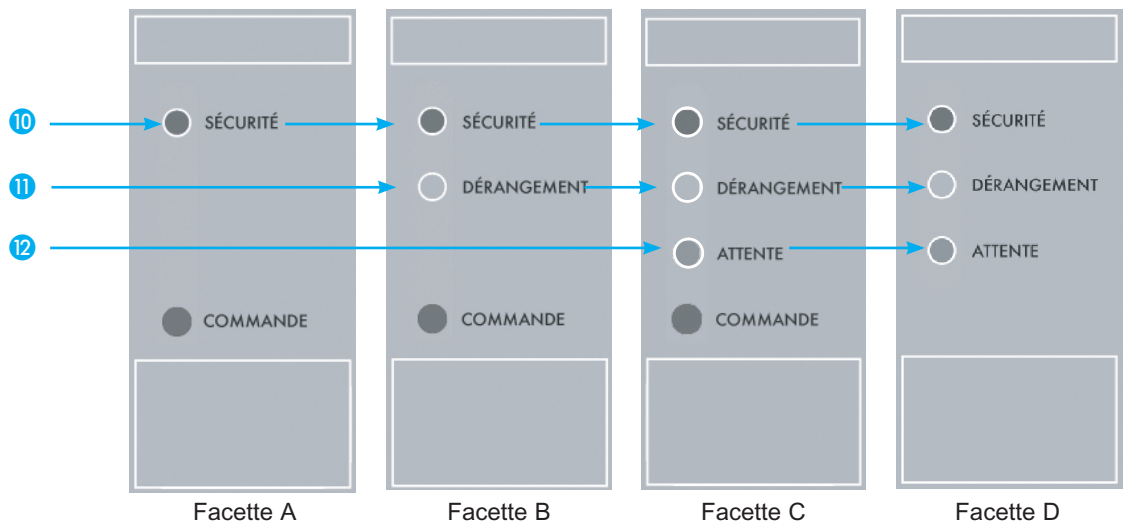 10 SÉCURITÉ SÉCURITÉ SÉCURITÉ SÉCURITÉ
11 DÉRANGEMENT DÉRANGEMENT DÉRANGEMENT
12 ATTENTE ATTENTE
COMMANDE COMMANDE COMMANDE
Facette A Facette B Facette C Facette D